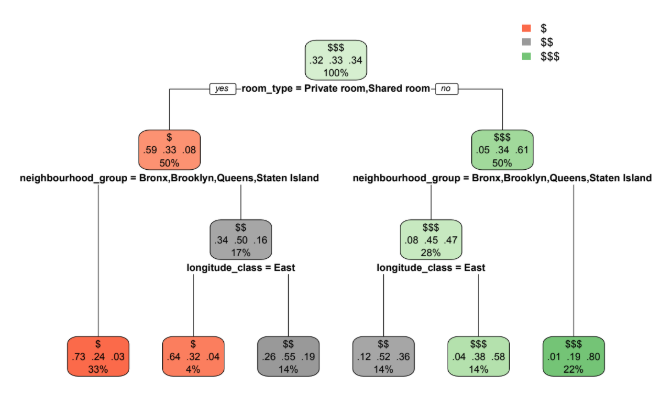 $
$$
$$$
$$$
.32 .33 .34
100%
yes room_type = Private room,Shared room no
$
.59 .33 .08
50%
neighbourhood_group = Bronx,Brooklyn,Queens,Staten Island
$$$
.05 .34 .61
50%
neighbourhood_group = Bronx,Brooklyn,Queens,Staten Island
$$
.34 .50 .16
17%
longitude_class = East
$$$
.08 .45 .47
28%
longitude_class = East
$
.73 .24 .03
33%
$
.64 .32 .04
4%
$$
.26 .55 .19
14%
$$
.12 .52 .36
14%
$$$
.04 .38 .58
14%
$$$
.01 .19 .80
22%